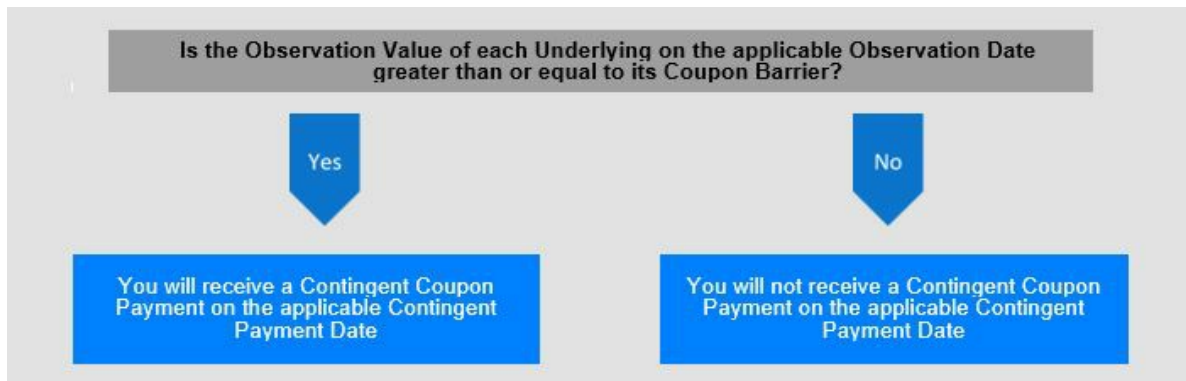 Is the Observation Value of each Underlying on the applicable Observation Date
greater than or equal to its Coupon Barrier?
Yes
No
You will receive a Contingent Coupon
Payment on the applicable Contingent
Payment Date
You will not receive a Contingent Coupon
Payment on the applicable Contingent
Payment Date